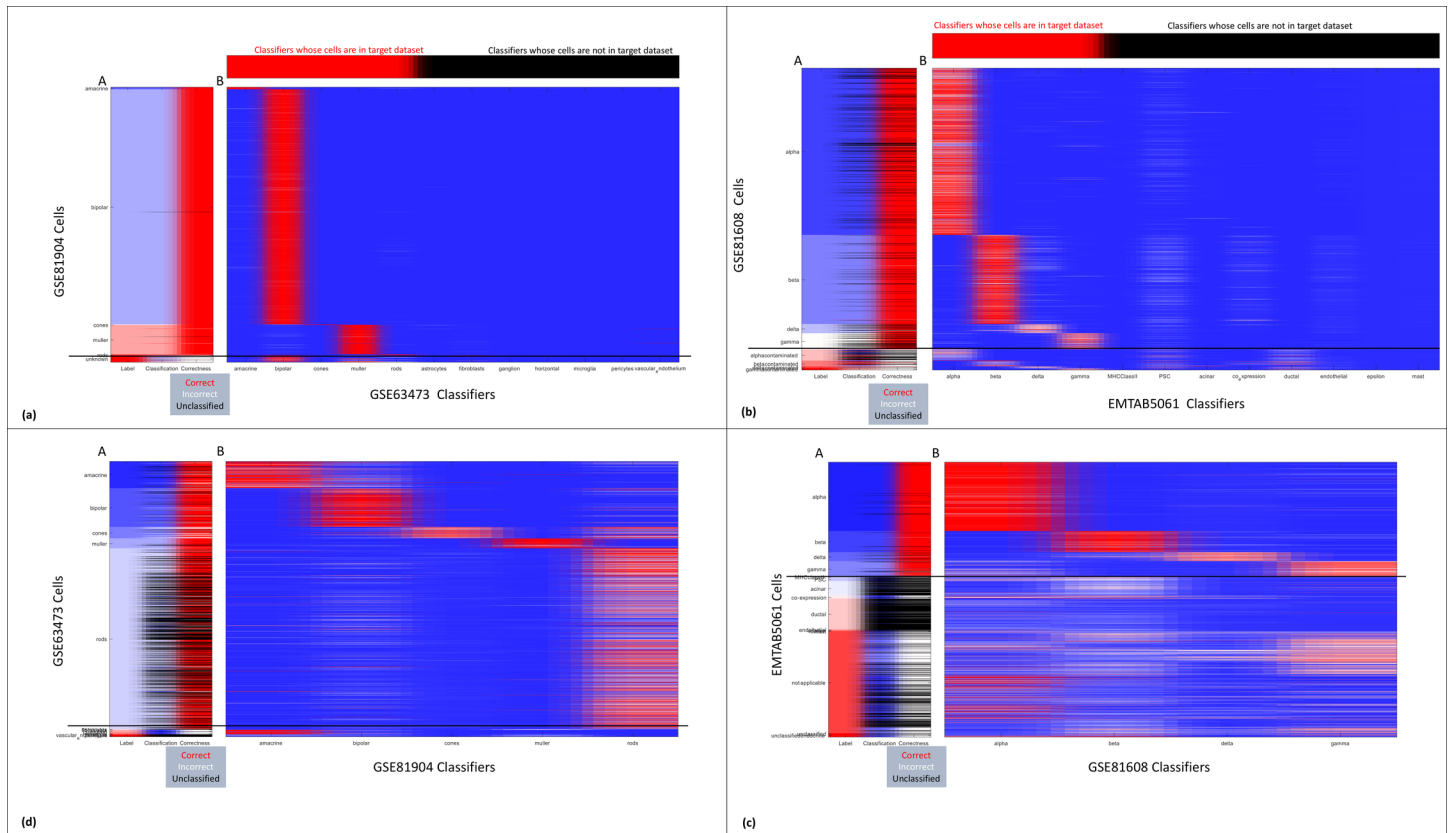 Classifiers whose cells are in target dataset
Classifiers whose cells are not in target dataset
A
B
amacrine
bipolar
cones
muller
rods
unknown
GSE81904 Cells
Label
Classification
Correctness
amacrine
bipolar
cones
muller
rods
astrocytes
fibroblasts
ganglion
horizontal
microglia
pericytes
vascular_endothelium
Correct
Incorrect
Unclassified
GSE63473 Classifiers
(a)
Classifiers whose cells are in target dataset
Classifiers whose cells are not in target dataset
A
B
alpha
beta
delta
gamma
alphacontaminated
betacontaminated
gammacontaminated
GSE81608 Cells
Label
Classification
Correctness
alpha
beta
delta
gamma
MHCClassII
PSC
acinar
co_expression
ductal
endothelial
epsilon
mast
Correct
Incorrect
Unclassified
EMTAB5061 Classifiers
(b)
A
B
amacrine
bipolar
cones
muller
rods
GSE63473 Cells
Label
Classification
Correctness
amacrine
bipolar
cones
muller
rods
Correct
Incorrect
Unclassified
GSE81904 Classifiers
(d)
A
B
alpha
beta
delta
gamma
PSC
acinar
co-expression
ductal
endothelial
notapplicable
unclassified
EMTAB5061 Cells
Label
Classification
Correctness
alpha
beta
delta
gamma
Correct
Incorrect
Unclassified
GSE81608 Classifiers
(c)